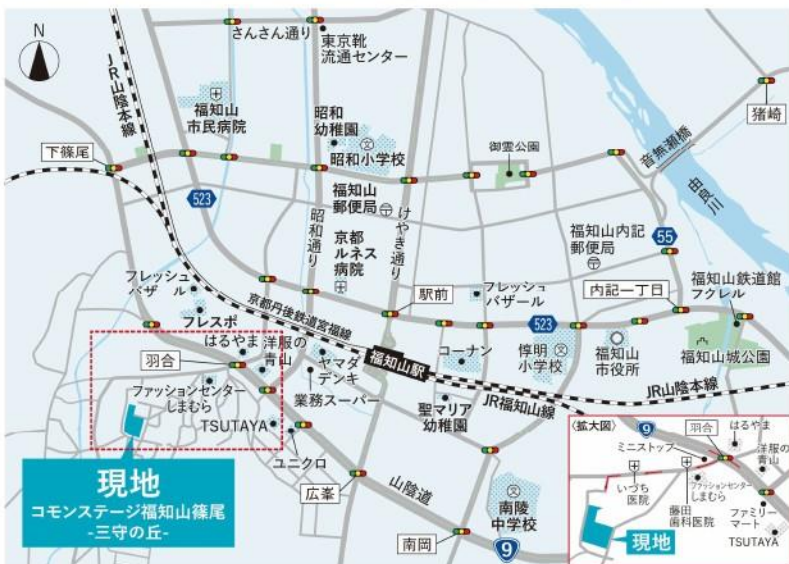 さんさん通り
東京靴
流通センター
N
JR山陰本線
福知山
市民病院
昭和
幼稚園
昭和小学校
御霊公園
猪崎
音無瀬橋
由良川
下篠尾
523
福知山
郵便局
昭和通り
けやき通り
京都
ルネス
病院
福知山内記
郵便局
55
フレッシュ
バザール
フレスポ
京都丹後鉄道宮福線
駅前
フレッシュ
バザール
内記一丁目
福知山鉄道館
フクレル
523
はるやま
洋服の
青山
羽合
ヤマダ
デンキ
福知山駅
コーナン
惇明
小学校
福知山
市役所
福知山城公園
ファッションセンター
しまむら
業務スーパー
聖マリア
幼稚園
JR福知山線
JR山陰本線
TSUTAYA
ユニクロ
現地
コモンステージ福知山篠尾
-三守の丘-
広峯
山陰道
南陵
中学校
南岡
9
〈拡大図〉
9
羽合
はるやま
ミニストップ
洋服の
青山
いづち
医院
藤田
歯科医院
ファッションセンター
しまむら
ファミリー
マート
TSUTAYA
現地